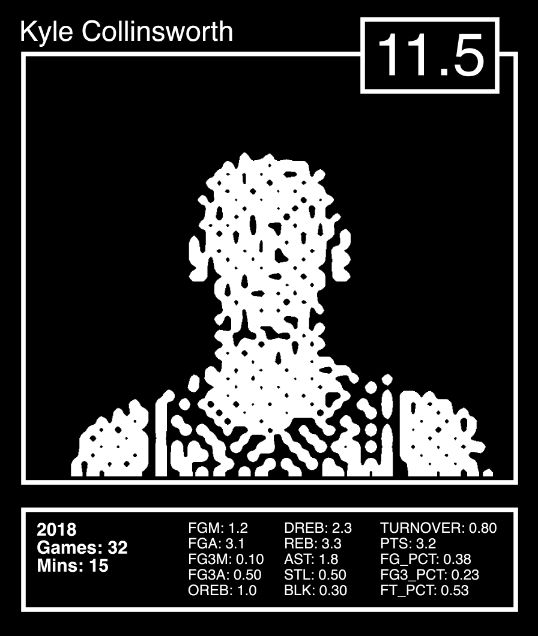 Kyle Collinsworth
11.5
2018
Games: 32
Mins: 15
FGM: 1.2
FGA: 3.1
FG3M: 0.10
FG3A: 0.50
OREB: 1.0
DREB: 2.3
REB: 3.3
AST: 1.8
STL: 0.50
BLK: 0.30
TURNOVER: 0.80
PTS: 3.2
FG_PCT: 0.38
FG3_PCT: 0.23
FT_PCT: 0.53